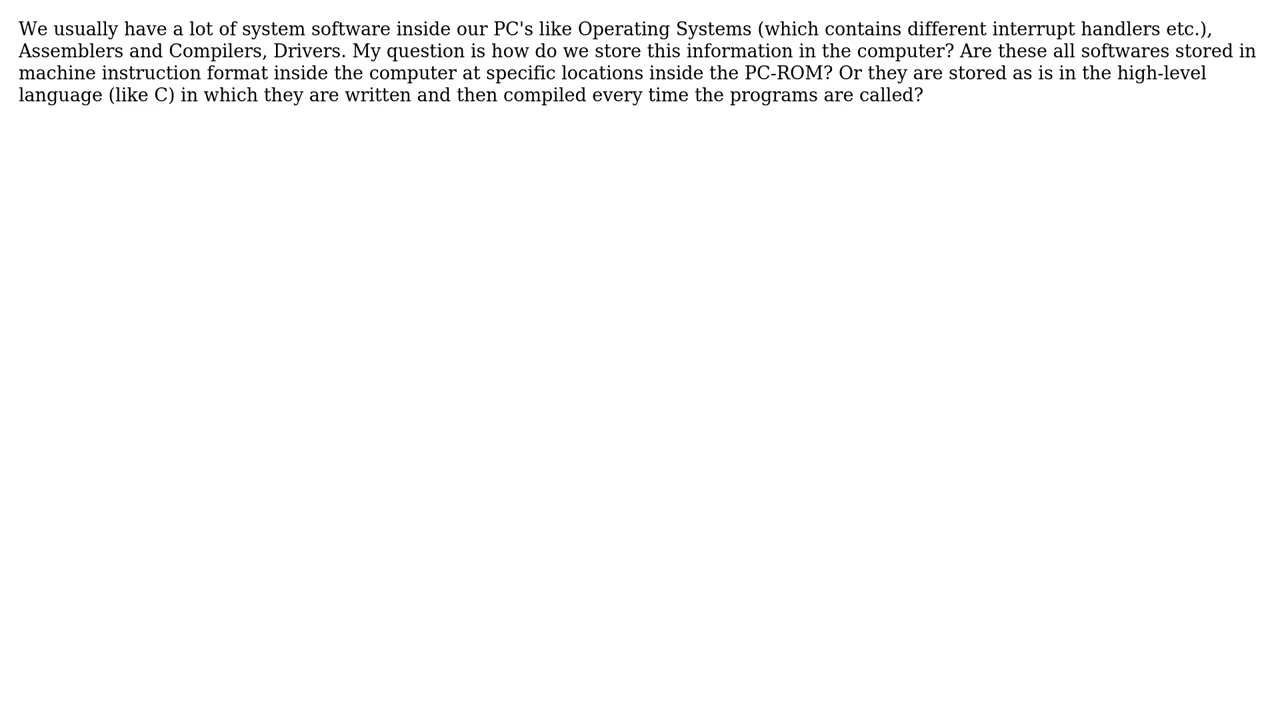 We usually have a lot of system software inside our PC's like Operating Systems (which contains different interrupt handlers etc.),
Assemblers and Compilers, Drivers. My question is how do we store this information in the computer? Are these all softwares stored in
machine instruction format inside the computer at specific locations inside the PC-ROM? Or they are stored as is in the high-level
language (like C) in which they are written and then compiled every time the programs are called?